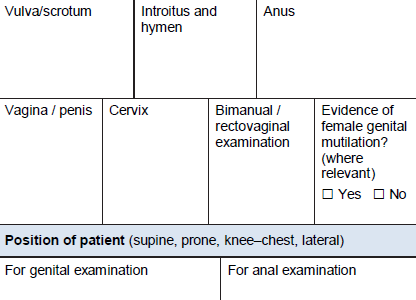 Vulva/scrotum
Introitus and
hymen
Anus
Vagina / penis
Cervix
Bimanual /
rectovaginal
examination
Evidence of
female genital
mutilation?
(where
relevant)
☐ Yes ☐ No
Position of patient (supine, prone, knee–chest, lateral)
For genital examination
For anal examination